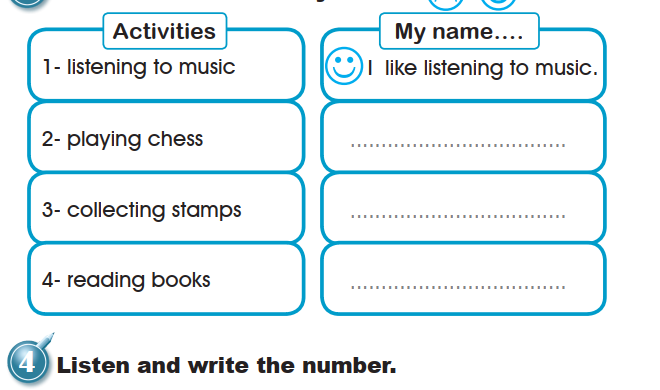 Activities
My name....
1- listening to music
I like listening to music.
2- playing chess
...................................
3- collecting stamps
...................................
4- reading books
...................................
4 Listen and write the number.